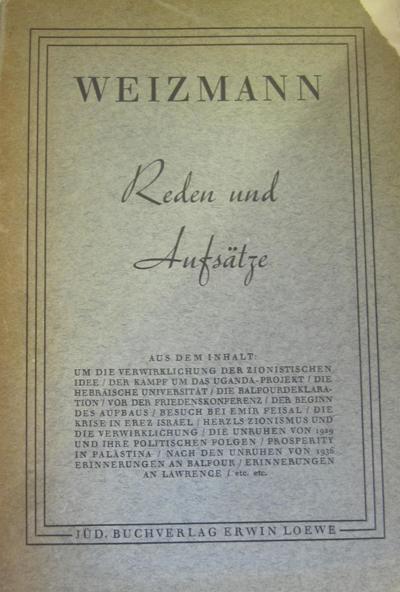 WEIZMANN
Reden und
Aufsätze
AUS DEM INHALT:
UM DIE VERWIRKLICHUNG DER ZIONISTISCHEN
IDEE / DER KAMPF UM DAS UGANDA-PROJEKT / DIE
HEBRAISCHE UNIVERSITÄT / DIE BALFOURDEKLARA-
TION / VOR DER FRIEDENSKONFERENZ / DER BEGINN
DES AUFBAUS / BESUCH BEI EMIR FEISAL / DIE
KRISE IN EREZ ISRAEL / HERZLS ZIONISMUS UND
DIE VERWIRKLICHUNG / DIE UNRUHEN VON 1929
UND IHRE POLITISCHEN FOLGEN / PROSPERITY
IN PALÄSTINA / NACH DEN UNRUHEN VON 1936
ERINNERUNGEN AN BALFOUR / ERINNERUNGEN
AN LAWRENCE / etc. etc.
JÜD. BUCHVERLAG ERWIN LOEWE